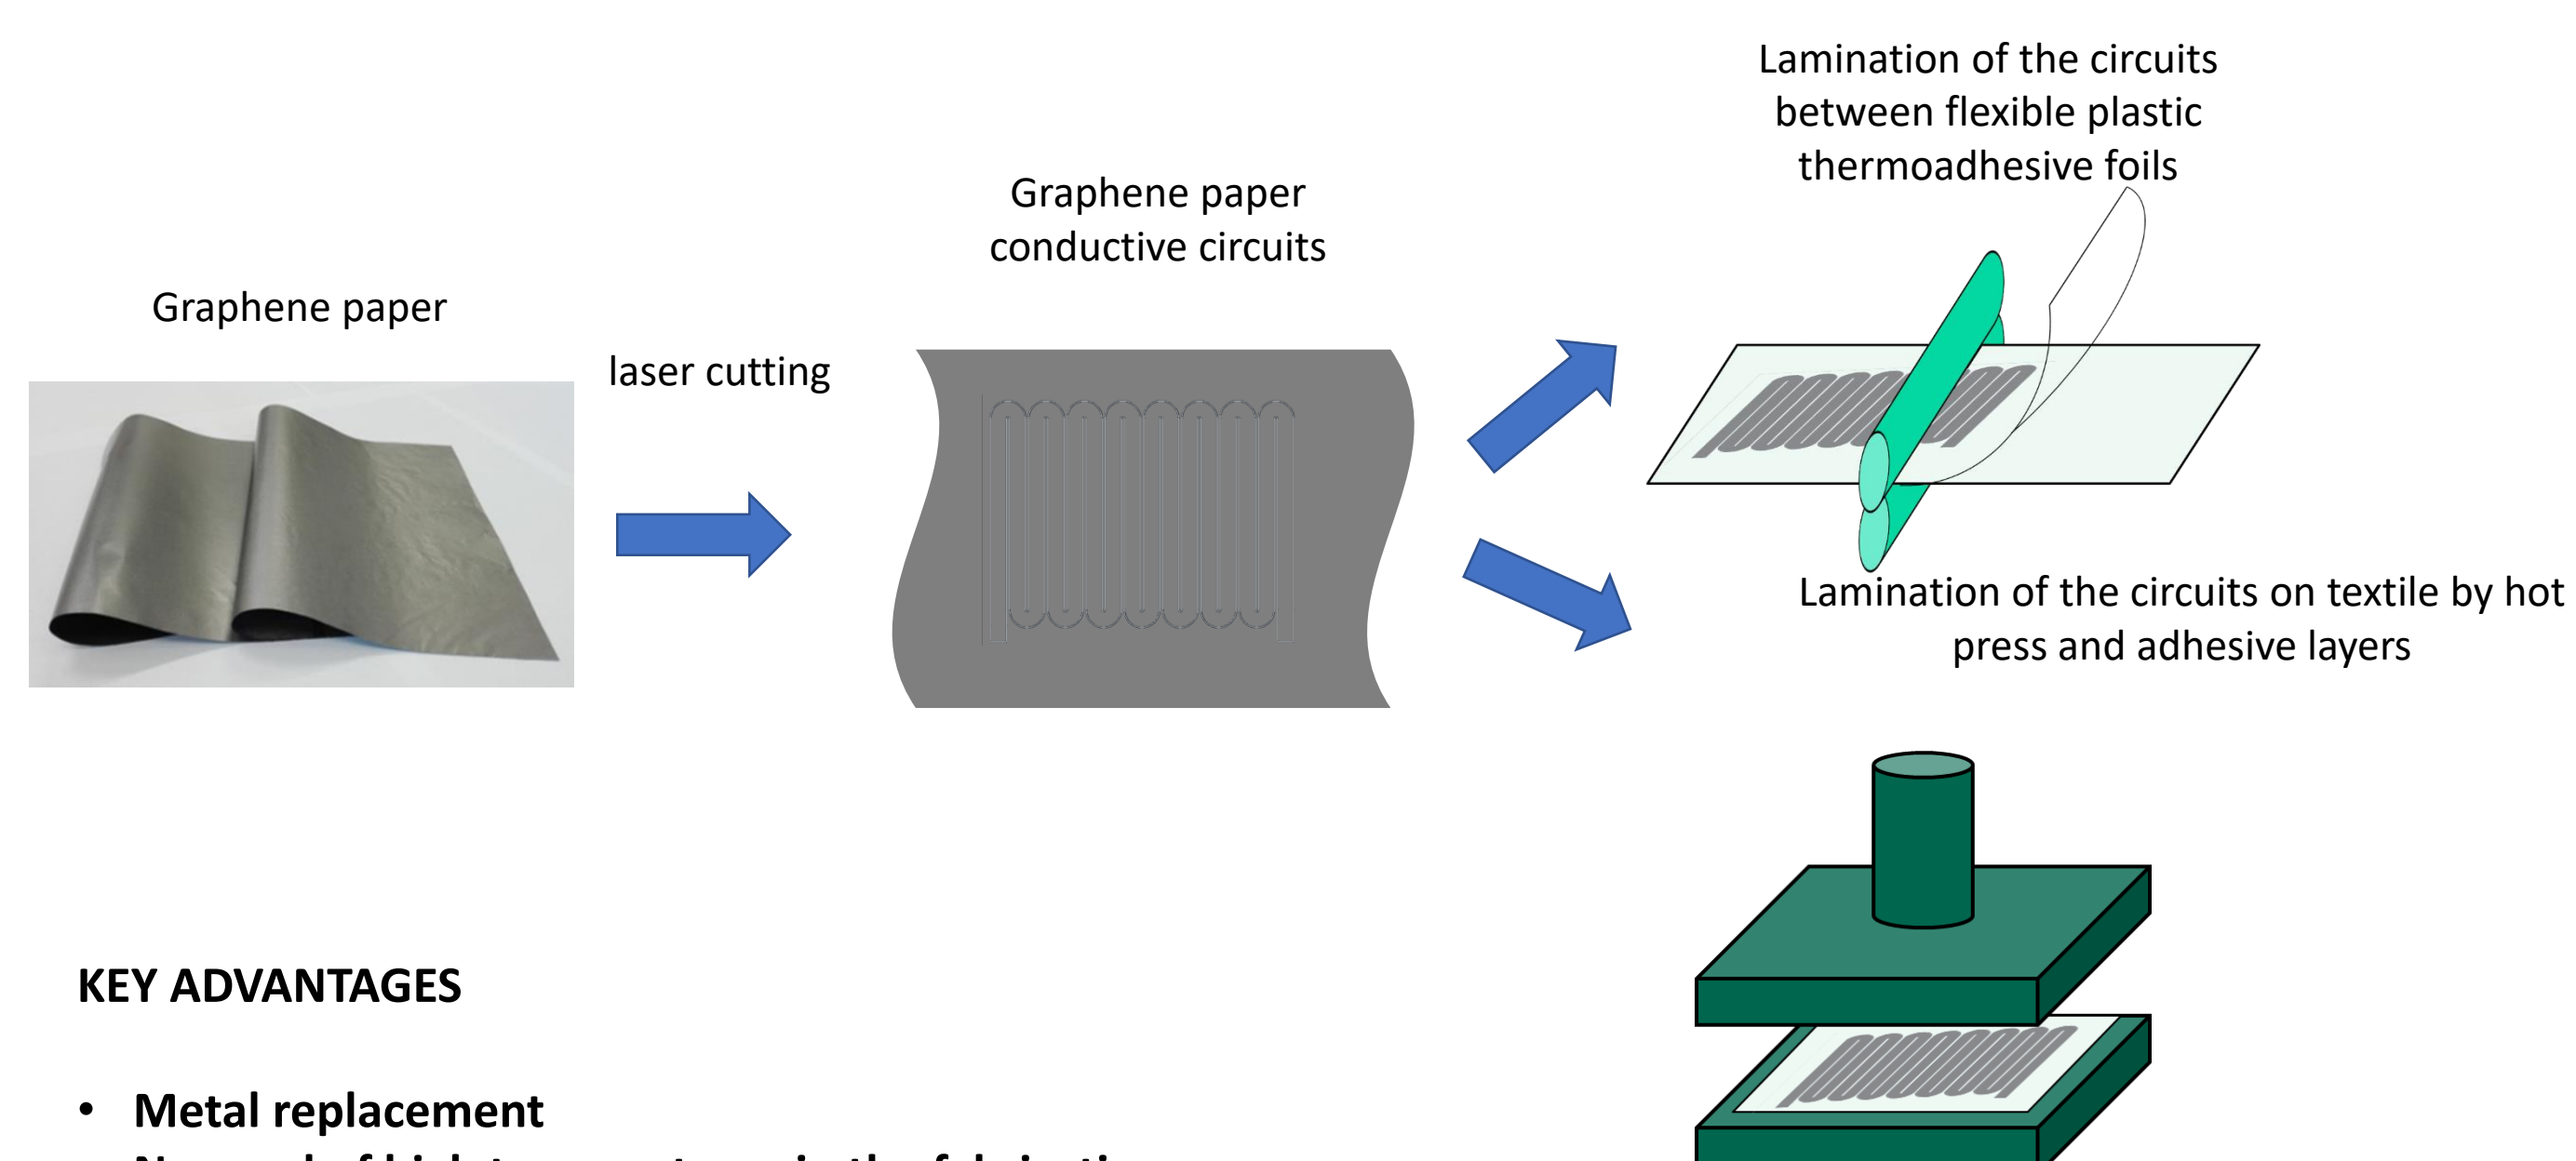 Lamination of the circuits
between flexible plastic
thermoadhesive foils
Graphene paper
conductive circuits
Graphene paper
laser cutting
Lamination of the circuits on textile by hot
press and adhesive layers
KEY ADVANTAGES
• Metal replacement